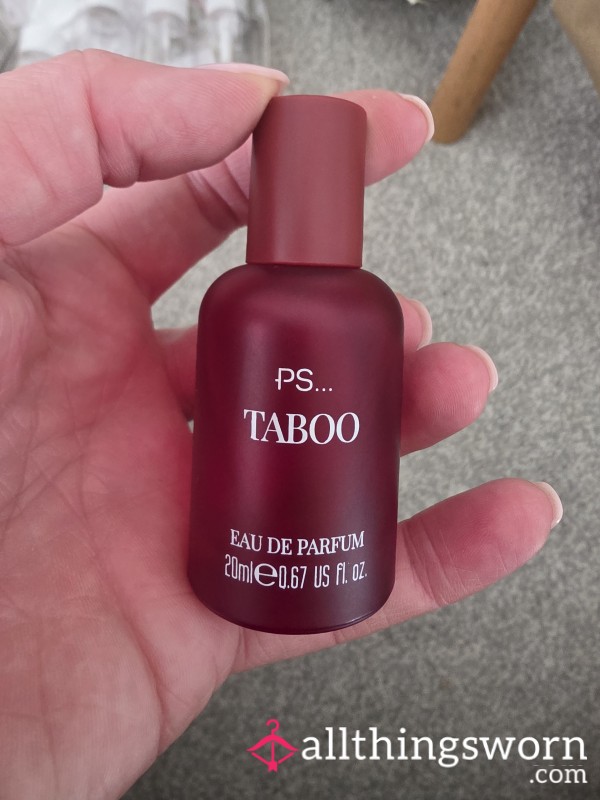 PS...
TABOO
EAU DE PARFUM
20ml℮0.67 US fl. oz.
allthingsworn
.com